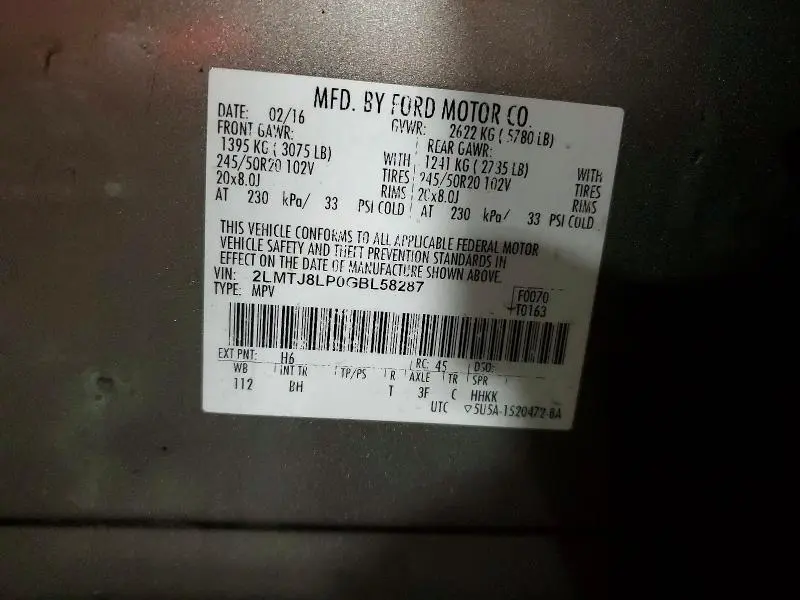 MFD. BY FORD MOTOR CO.
DATE: 02/16 GVWR: 2622 KG ( 5780 LB)
FRONT GAWR: REAR GAWR:
1395 KG ( 3075 LB) WITH 1241 KG ( 2735 LB) WITH
245/50R20 102V TIRES 245/50R20 102V TIRES
20x8.0J RIMS 20x8.0J RIMS
AT 230 kPa/ 33 PSI COLD AT 230 kPa/ 33 PSI COLD
THIS VEHICLE CONFORMS TO ALL APPLICABLE FEDERAL MOTOR
VEHICLE SAFETY AND THEFT PREVENTION STANDARDS IN
EFFECT ON THE DATE OF MANUFACTURE SHOWN ABOVE.
VIN: 2LMTJ8LP0GBL58287
TYPE: MPV F0070
T0163
EXT PNT: H6 RC: 45 DSO:
WB INT TR TP/PS R AXLE TR SPR
112 BH T 3F C HHKK
UTC ▽5U5A-1520472-BA